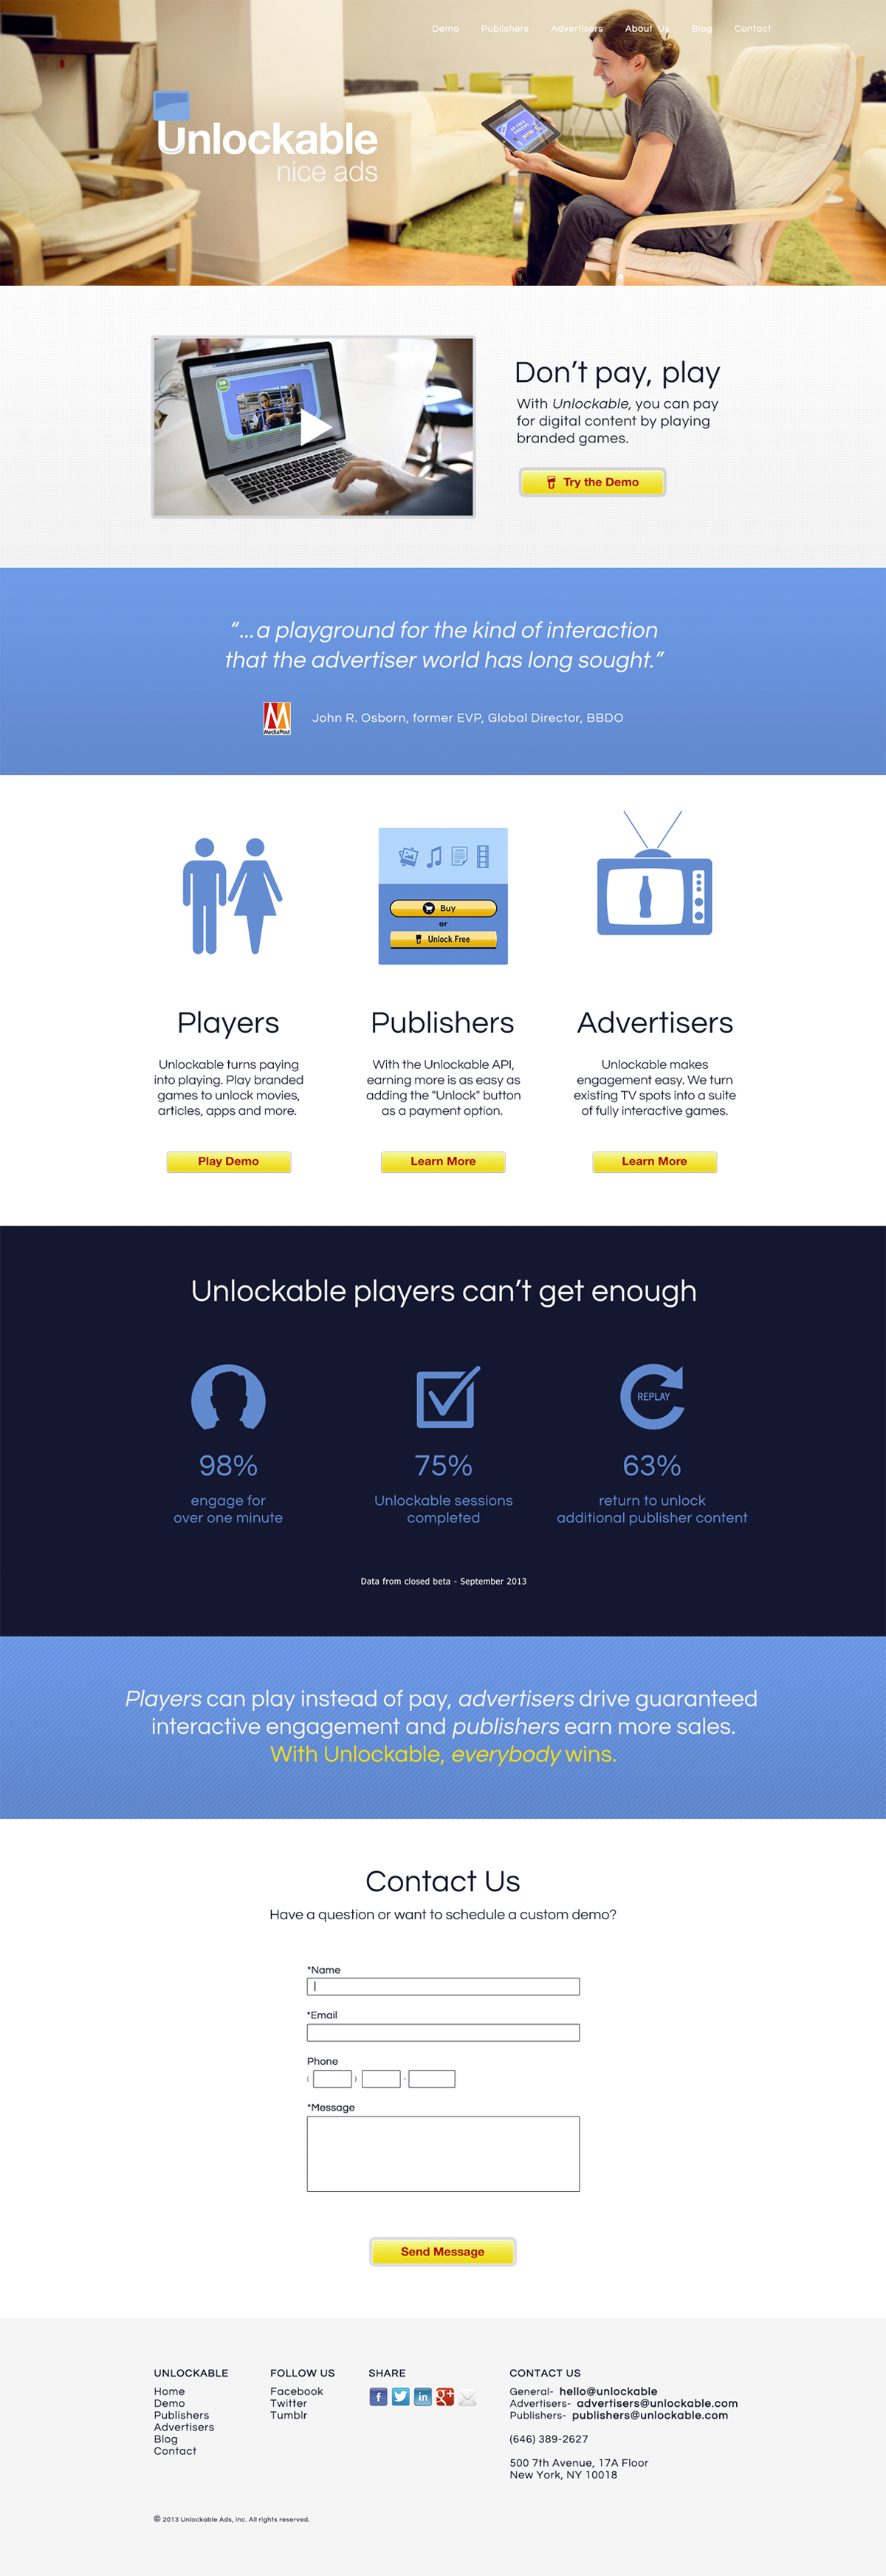 Demo Publishers Advertisers About Us Blog Contact
Unlockable
nice ads
Don't pay, play
With Unlockable, you can pay
for digital content by playing
branded games.
Try the Demo
"...a playground for the kind of interaction
that the advertiser world has long sought."
MediaPost
John R. Osborn, former EVP, Global Director, BBDO
Buy
or
Unlock Free
Players
Unlockable turns paying
into playing. Play branded
games to unlock movies,
articles, apps and more.
Play Demo
Publishers
With the Unlockable API,
earning more is as easy as
adding the "Unlock" button
as a payment option.
Learn More
Advertisers
Unlockable makes
engagement easy. We turn
existing TV spots into a suite
of fully interactive games.
Learn More
Unlockable players can't get enough
98%
engage for
over one minute
75%
Unlockable sessions
completed
REPLAY
63%
return to unlock
additional publisher content
Data from closed beta - September 2013
Players can play instead of pay, advertisers drive guaranteed
interactive engagement and publishers earn more sales.
With Unlockable, everybody wins.
Contact Us
Have a question or want to schedule a custom demo?
*Name
*Email
Phone
( ) -
*Message
Send Message
UNLOCKABLE
Home
Demo
Publishers
Advertisers
Blog
Contact
FOLLOW US
Facebook
Twitter
Tumblr
SHARE
f
in
g+
CONTACT US
General- hello@unlockable
Advertisers- advertisers@unlockable.com
Publishers- publishers@unlockable.com
(646) 389-2627
500 7th Avenue, 17A Floor
New York, NY 10018
© 2013 Unlockable Ads, Inc. All rights reserved.